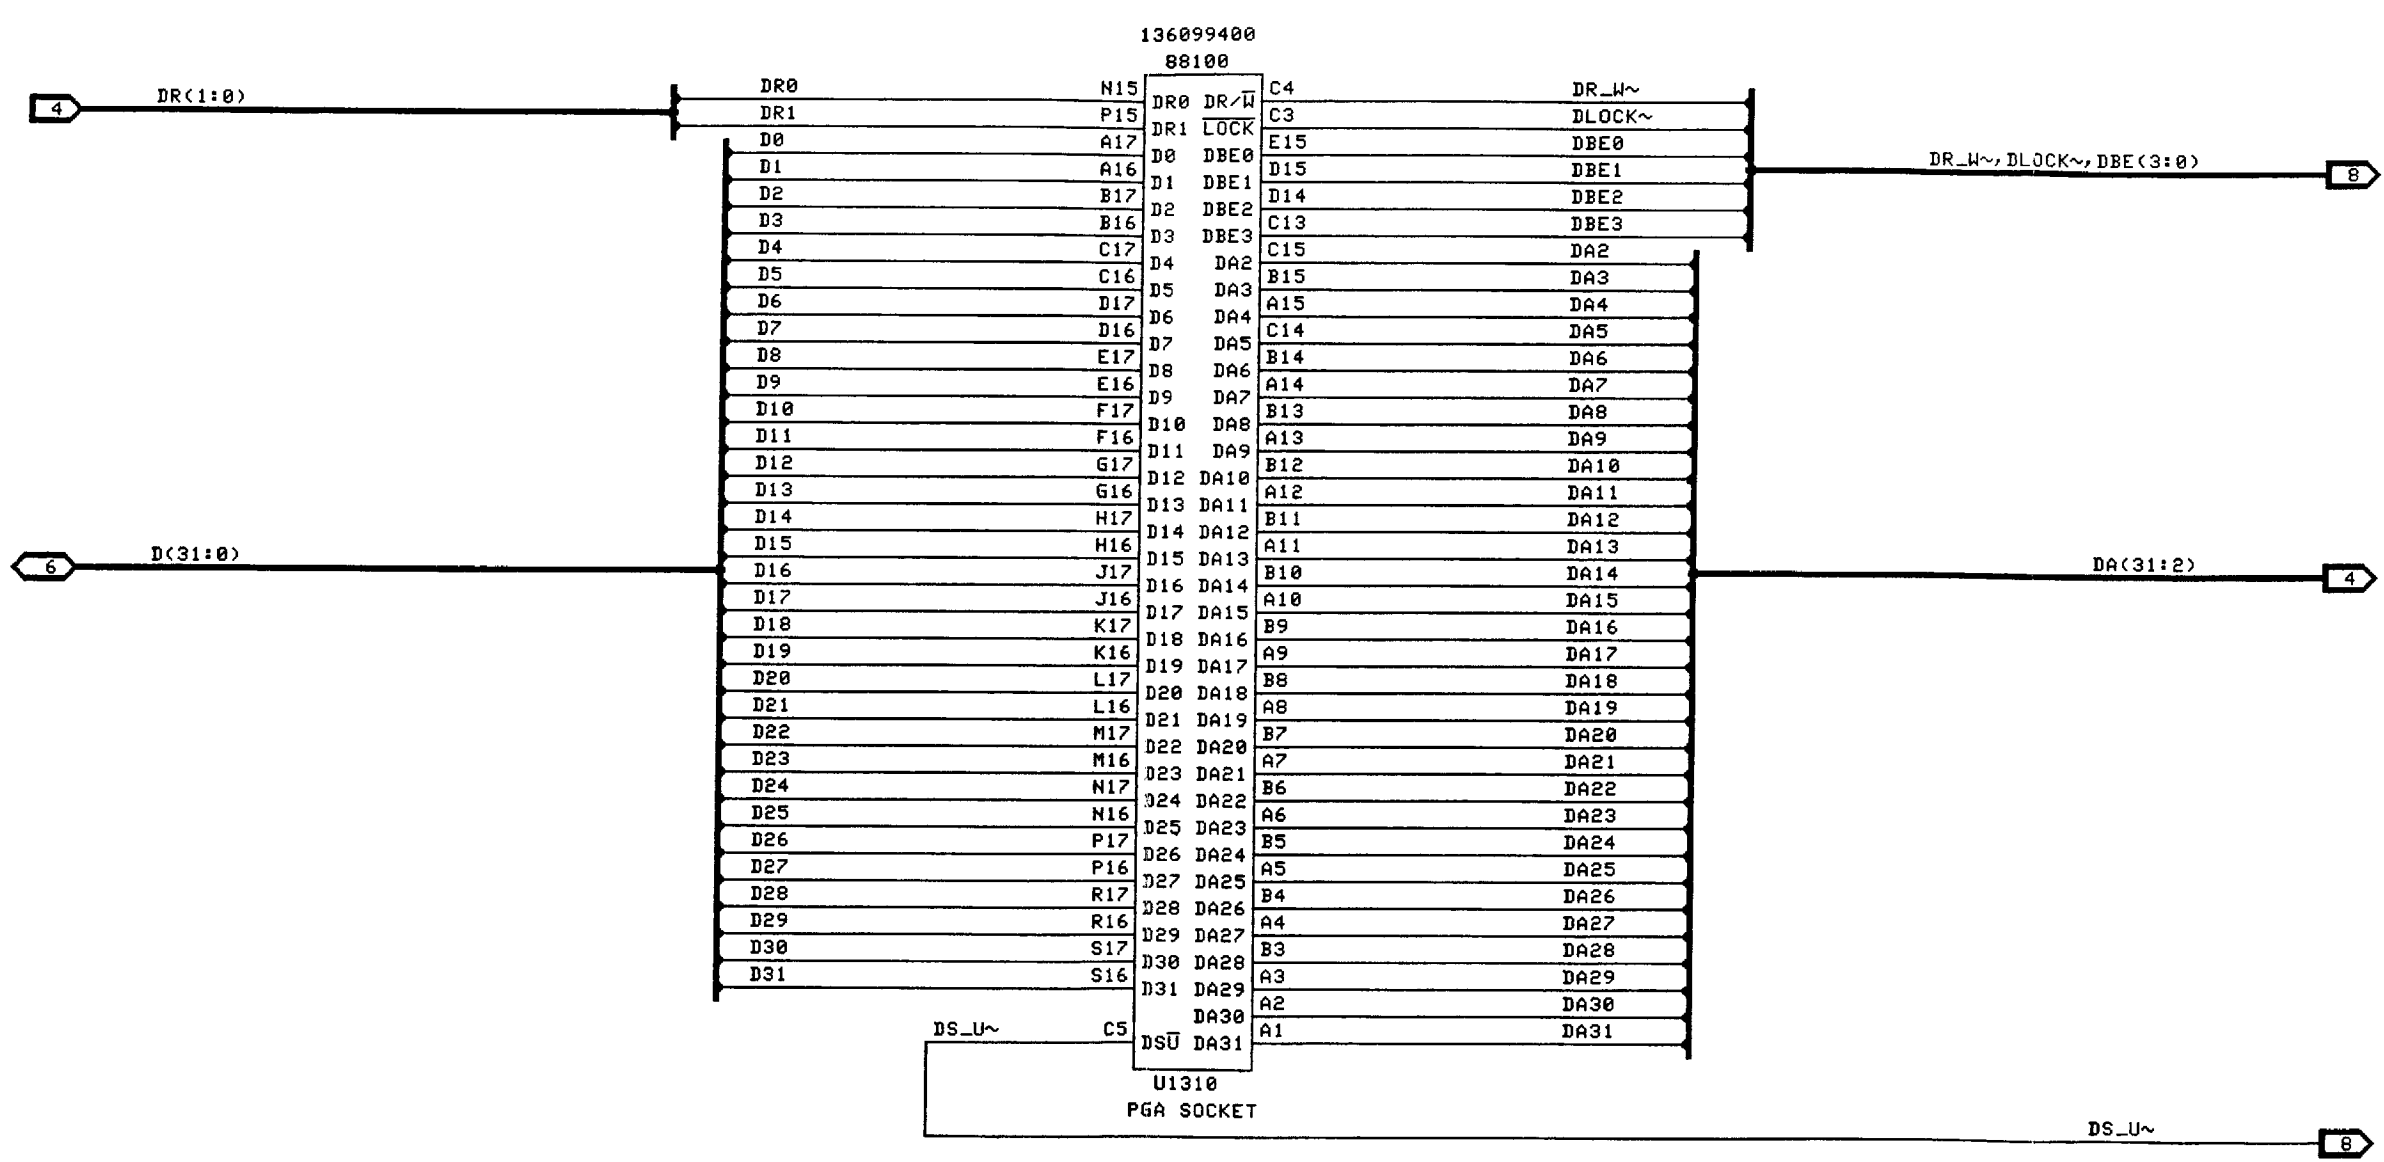 136099400
88100
DR(1:0) DR0 N15 DR0 DR/W C4 DR_W~
4
DR1 P15 DR1 LOCK C3 DLOCK~
D0 A17 D0 DBE0 E15 DBE0
D1 A16 D1 DBE1 D15 DBE1 DR_W~,DLOCK~,DBE(3:0)
8
D2 B17 D2 DBE2 D14 DBE2
D3 B16 D3 DBE3 C13 DBE3
D4 C17 D4 DA2 C15 DA2
D5 C16 D5 DA3 B15 DA3
D6 D17 D6 DA4 A15 DA4
D7 D16 D7 DA5 C14 DA5
D8 E17 D8 DA6 B14 DA6
D9 E16 D9 DA7 A14 DA7
D10 F17 D10 DA8 B13 DA8
D11 F16 D11 DA9 A13 DA9
D12 G17 D12 DA10 B12 DA10
D13 G16 D13 DA11 A12 DA11
D14 H17 D14 DA12 B11 DA12
D(31:0) D15 H16 D15 DA13 A11 DA13
6
D16 J17 D16 DA14 B10 DA14 DA(31:2)
4
D17 J16 D17 DA15 A10 DA15
D18 K17 D18 DA16 B9 DA16
D19 K16 D19 DA17 A9 DA17
D20 L17 D20 DA18 B8 DA18
D21 L16 D21 DA19 A8 DA19
D22 M17 D22 DA20 B7 DA20
D23 M16 D23 DA21 A7 DA21
D24 N17 D24 DA22 B6 DA22
D25 N16 D25 DA23 A6 DA23
D26 P17 D26 DA24 B5 DA24
D27 P16 D27 DA25 A5 DA25
D28 R17 D28 DA26 B4 DA26
D29 R16 D29 DA27 A4 DA27
D30 S17 D30 DA28 B3 DA28
D31 S16 D31 DA29 A3 DA29
DA30 A2 DA30
DS_U~ C5 DSU DA31 A1 DA31
U1310
PGA SOCKET
DS_U~
8